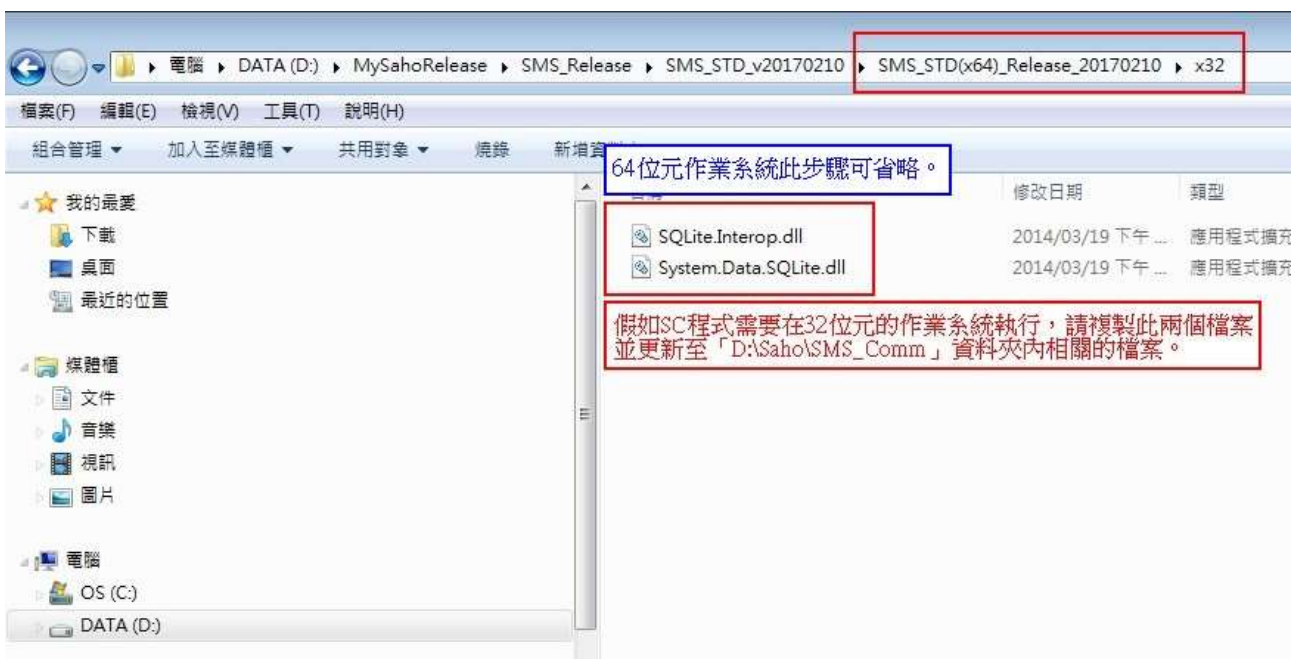 電腦 ▸ DATA (D:) ▸ MySahoRelease ▸ SMS_Release ▸ SMS_STD_v20170210 ▸ SMS_STD(x64)_Release_20170210 ▸ x32
檔案(F) 編輯(E) 檢視(V) 工具(T) 說明(H)
組合管理 加入至媒體櫃 共用對象 燒錄 新增
64位元作業系統此步驟可省略。
修改日期 類型
我的最愛
下載
桌面
最近的位置
SQLite.Interop.dll 2014/03/19 下午 ... 應用程式擴充
System.Data.SQLite.dll 2014/03/19 下午 ... 應用程式擴充
假如SC程式需要在32位元的作業系統執行，請複製此兩個檔案
並更新至「D:\Saho\SMS_Comm」資料夾內相關的檔案。
媒體櫃
文件
音樂
視訊
圖片
電腦
OS (C:)
DATA (D:)